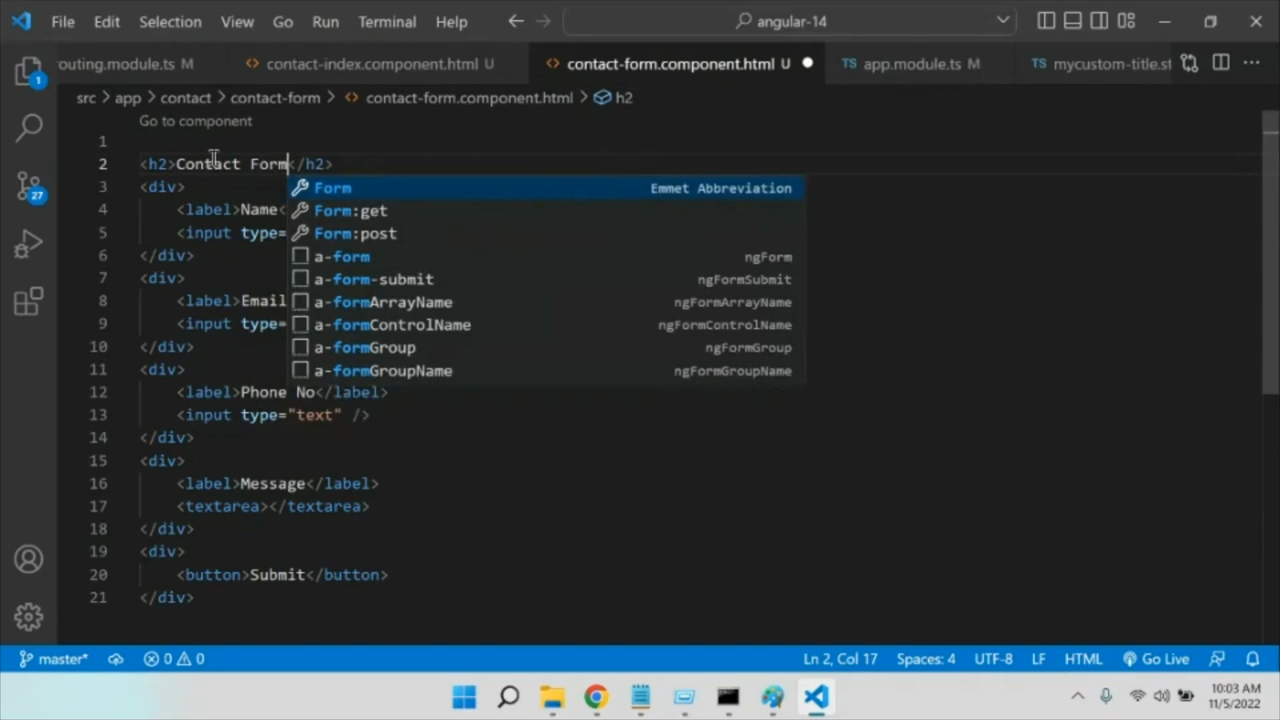 File Edit Selection View Go Run Terminal Help angular-14
outing.module.ts M contact-index.component.html U contact-form.component.html U app.module.ts M mycustom-title.st
src > app > contact > contact-form > contact-form.component.html > h2
Go to component
1
2 <h2>Contact Form</h2>
3 <div>
4 <label>Name<
5 <input type=
6 </div>
7 <div>
8 <label>Email
9 <input type=
10 </div>
11 <div>
12 <label>Phone No</label>
13 <input type="text" />
14 </div>
15 <div>
16 <label>Message</label>
17 <textarea></textarea>
18 </div>
19 <div>
20 <button>Submit</button>
21 </div>
Form Emmet Abbreviation
Form:get
Form:post
a-form ngForm
a-form-submit ngFormSubmit
a-formArrayName ngFormArrayName
a-formControlName ngFormControlName
a-formGroup ngFormGroup
a-formGroupName ngFormGroupName
1
27
master* 0 0 Ln 2, Col 17 Spaces: 4 UTF-8 LF HTML Go Live
10:03 AM
11/5/2022